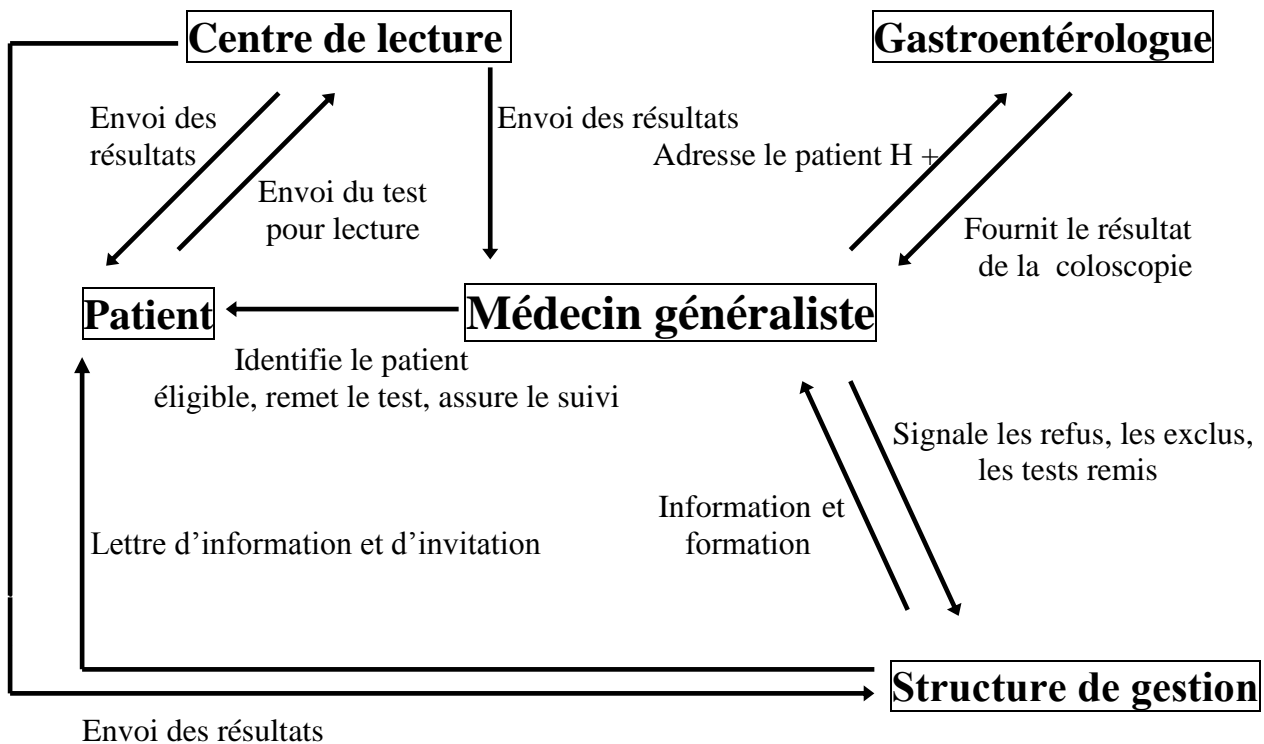 Centre de lecture
Gastroentérologue
Envoi des
résultats
Envoi des résultats
Adresse le patient H +
Envoi du test
pour lecture
Fournit le résultat
de la coloscopie
Patient
Médecin généraliste
Identifie le patient
éligible, remet le test, assure le suivi
Signale les refus, les exclus,
les tests remis
Information et
formation
Lettre d’information et d’invitation
Structure de gestion
Envoi des résultats